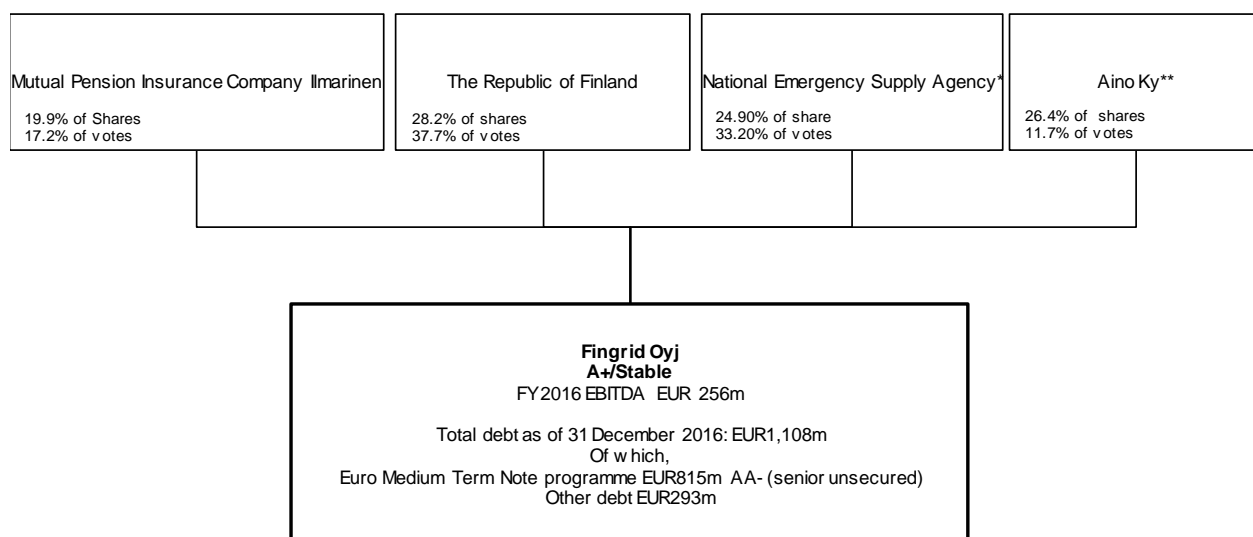 Mutual Pension Insurance Company Ilmarinen
19.9% of Shares
17.2% of votes
The Republic of Finland
28.2% of shares
37.7% of votes
National Emergency Supply Agency*
24.90% of share
33.20% of votes
Aino Ky**
26.4% of shares
11.7% of votes
Fingrid Oyj
A+/Stable
FY2016 EBITDA EUR 256m
Total debt as of 31 December 2016: EUR1,108m
Of which,
Euro Medium Term Note programme EUR815m AA- (senior unsecured)
Other debt EUR293m